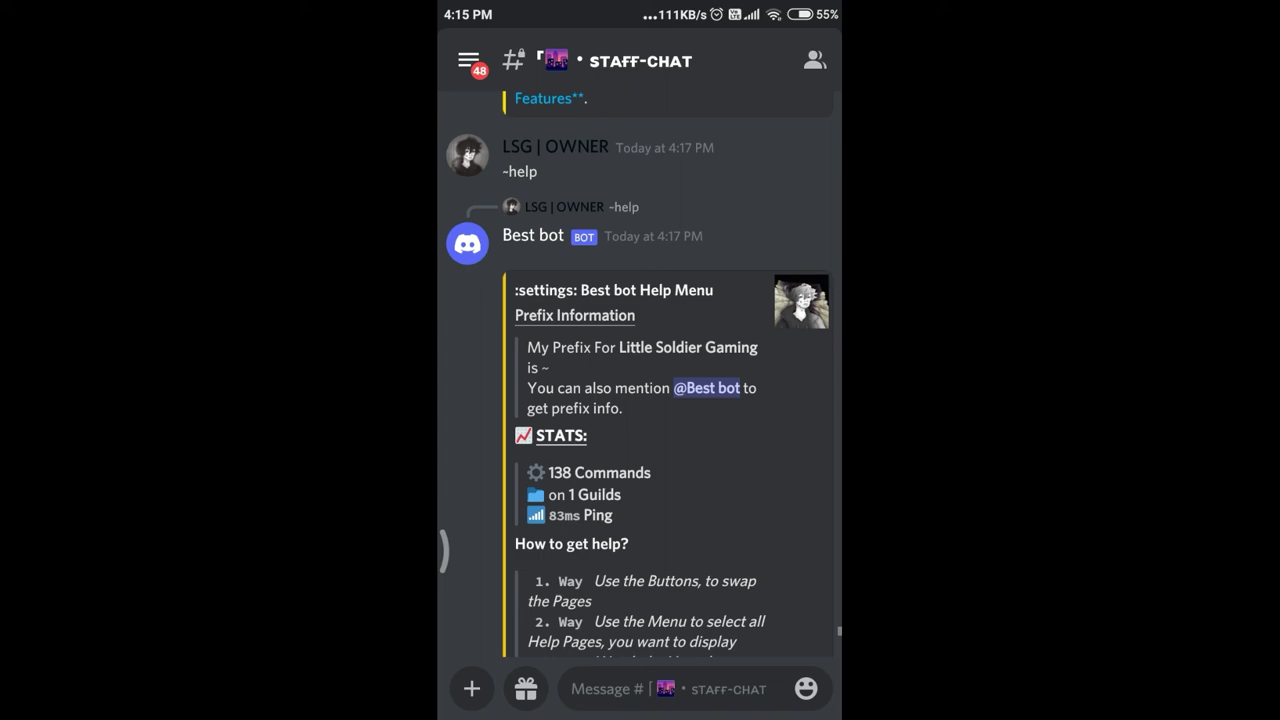 4:15 PM
...111KB/s
55%
48
STAFF-CHAT
Features**.
LSG | OWNER Today at 4:17 PM
~help
LSG | OWNER ~help
Best bot BOT Today at 4:17 PM
:settings: Best bot Help Menu
Prefix Information
My Prefix For Little Soldier Gaming
is ~
You can also mention @Best bot to
get prefix info.
STATS:
138 Commands
on 1 Guilds
83ms Ping
How to get help?
1. Way Use the Buttons, to swap
the Pages
2. Way Use the Menu to select all
Help Pages, you want to display
Message # 「 • STAFF-CHAT